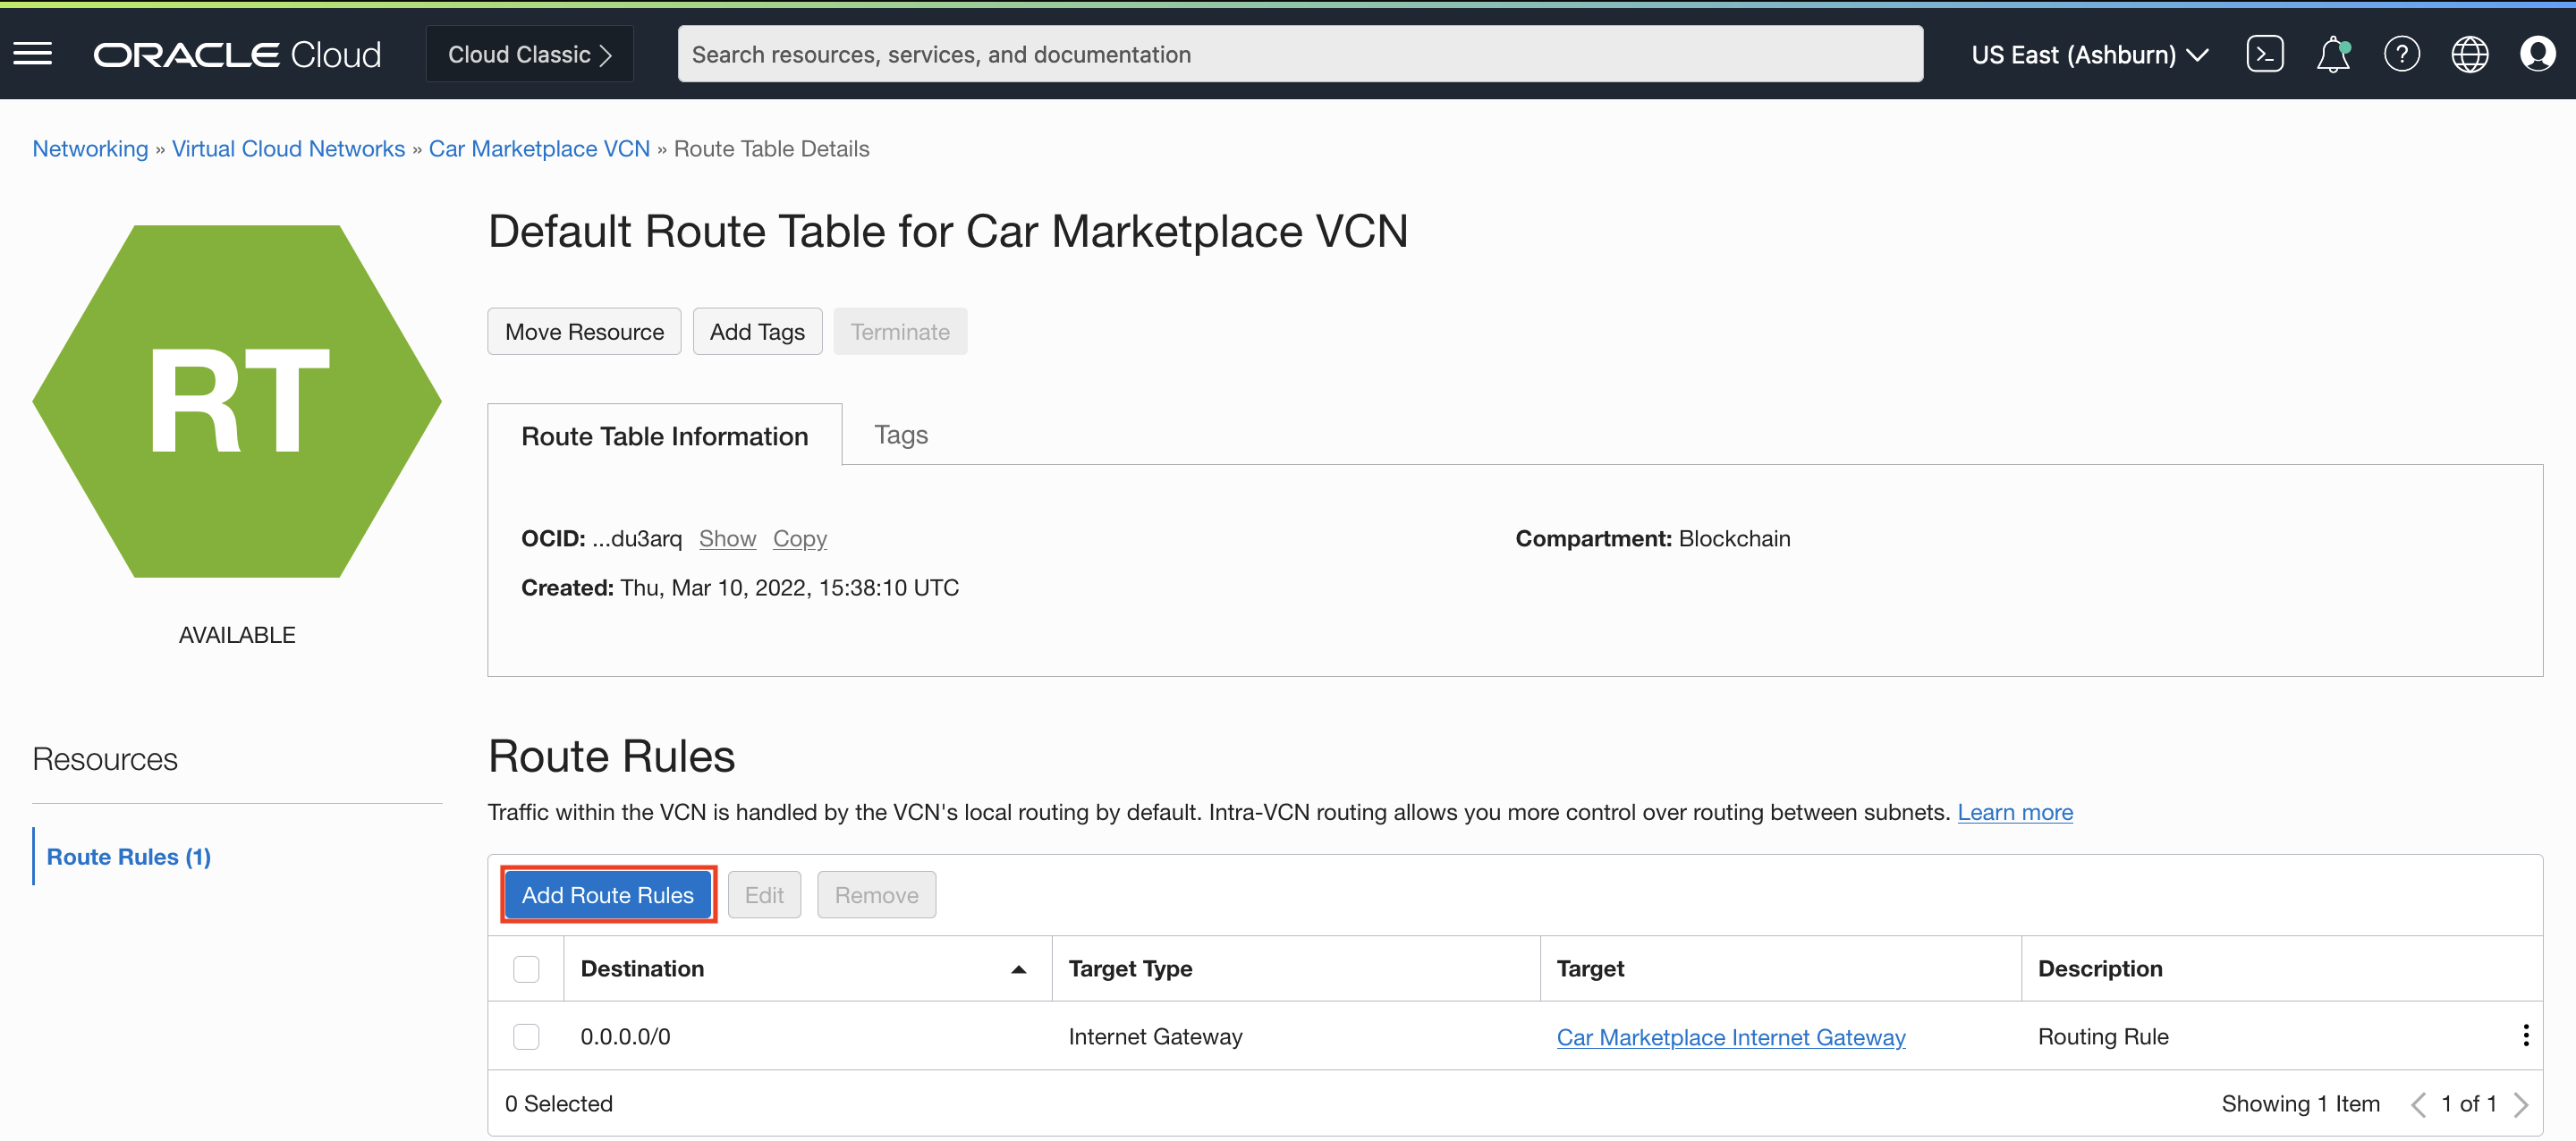 ORACLE Cloud
Cloud Classic
Search resources, services, and documentation
US East (Ashburn)
Networking » Virtual Cloud Networks » Car Marketplace VCN » Route Table Details
RT
AVAILABLE
Default Route Table for Car Marketplace VCN
Move Resource Add Tags Terminate
Route Table Information Tags
OCID: ...du3arq Show Copy
Compartment: Blockchain
Created: Thu, Mar 10, 2022, 15:38:10 UTC
Resources
Route Rules (1)
Route Rules
Traffic within the VCN is handled by the VCN's local routing by default. Intra-VCN routing allows you more control over routing between subnets. Learn more
Add Route Rules Edit Remove
Destination Target Type Target Description
0.0.0.0/0 Internet Gateway Car Marketplace Internet Gateway Routing Rule
0 Selected
Showing 1 Item 1 of 1